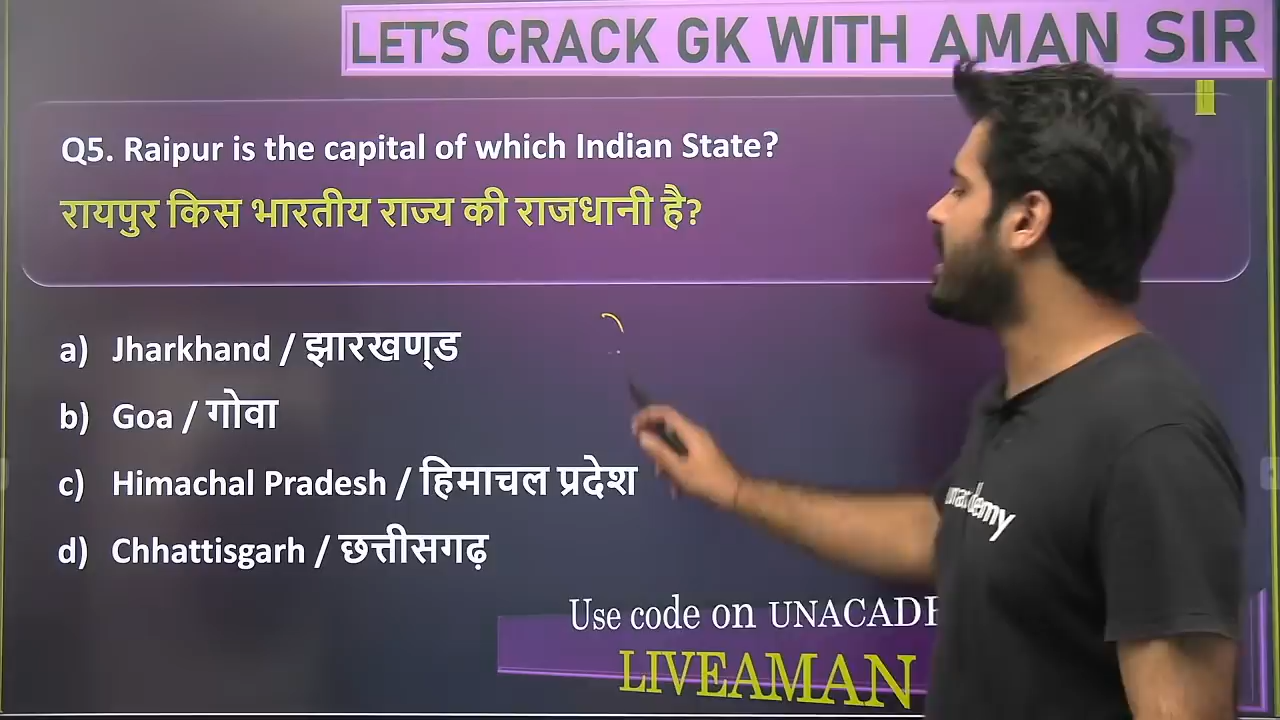 LET'S CRACK GK WITH AMAN SIR
Q5. Raipur is the capital of which Indian State?
रायपुर किस भारतीय राज्य की राजधानी है?
a) Jharkhand / झारखण्ड
b) Goa / गोवा
c) Himachal Pradesh / हिमाचल प्रदेश
d) Chhattisgarh / छत्तीसगढ़
Use code on
LIVEAMAN